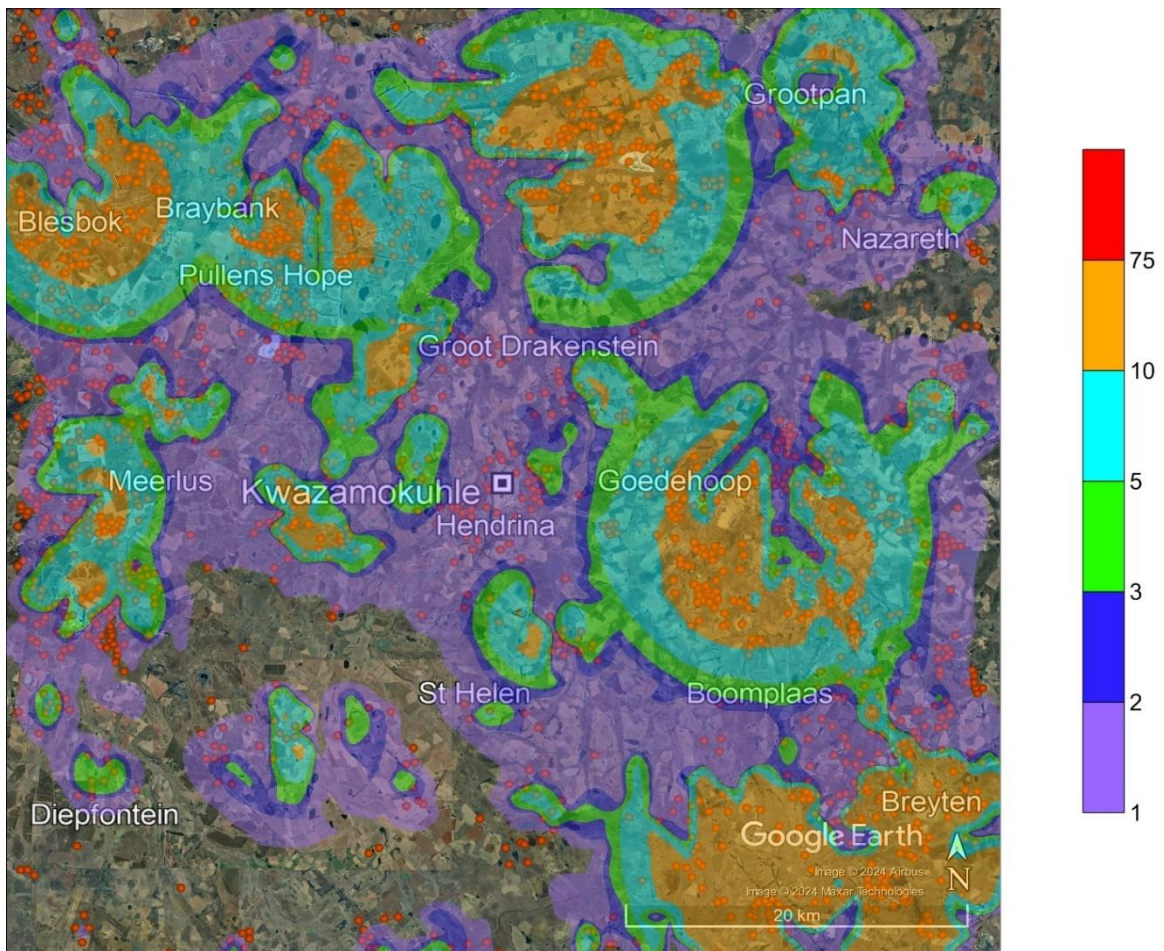 Grootpan
Blesbok
Braybank
Nazareth
Pullens Hope
Groot Drakenstein
Meerlus
Kwazamokuhle
Goedehoop
Hendrina
St Helen
Boomplaas
Diepfontein
Breyten
Google Earth
Image © 2024 Airbus
Image © 2024 Maxar Technologies
N
20 km
75
10
5
3
2
1